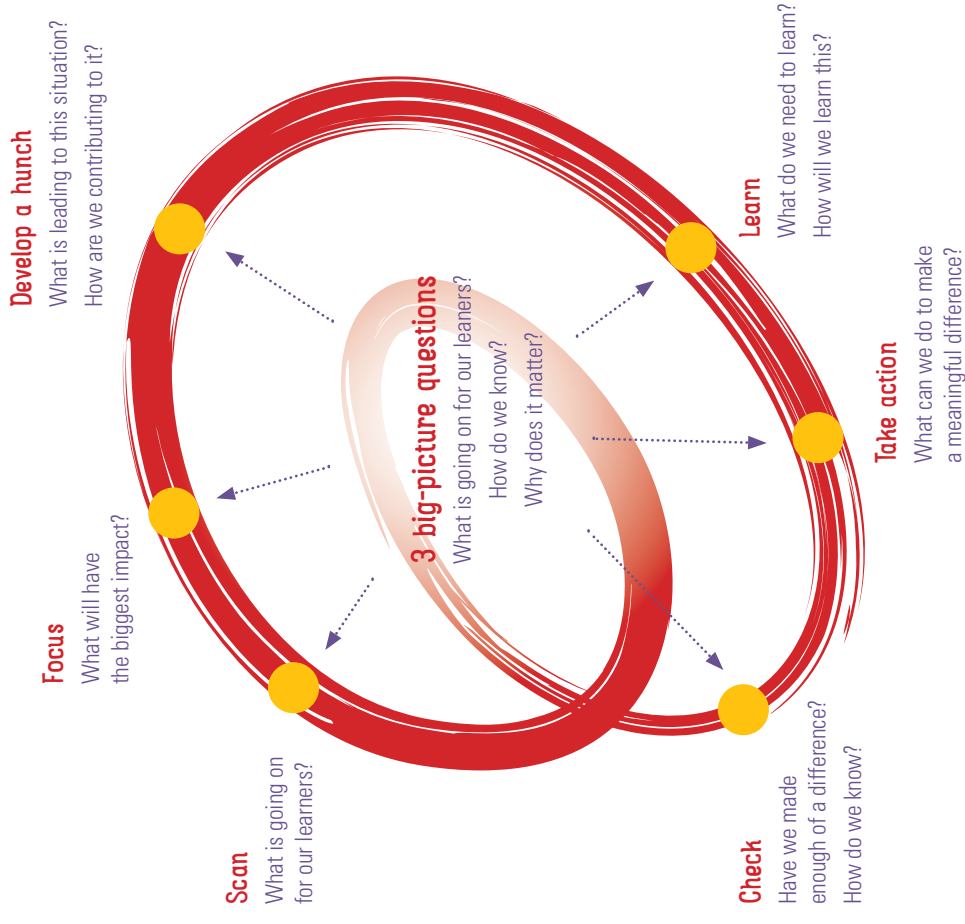 Develop a hunch
What is leading to this situation?
How are we contributing to it?
Focus
What will have
the biggest impact?
Scan
What is going on
for our learners?
3 big-picture questions
What is going for our leaners?
How do we know?
Why does it matter?
Learn
What do we need to learn?
How will we learn this?
Take action
What can we do to make
a meaningful difference?
Check
Have we made
enough of a difference?
How do we know?